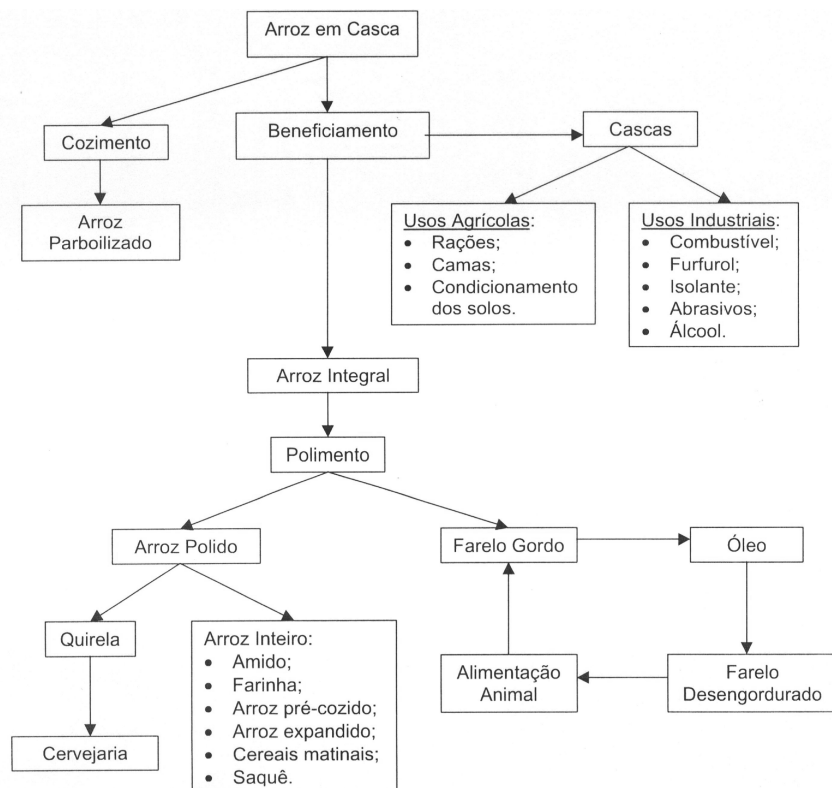 Arroz em Casca
Cozimento
Beneficiamento
Cascas
Arroz
Parboilizado
Usos Agrícolas:
• Rações;
• Camas;
• Condicionamento
dos solos.
Usos Industriais:
• Combustível;
• Furfurol;
• Isolante;
• Abrasivos;
• Álcool.
Arroz Integral
Polimento
Arroz Polido
Farelo Gordo
Óleo
Quirela
Arroz Inteiro:
• Amido;
• Farinha;
• Arroz pré-cozido;
• Arroz expandido;
• Cereais matinais;
• Saquê.
Alimentação
Animal
Farelo
Desengordurado
Cervejaria